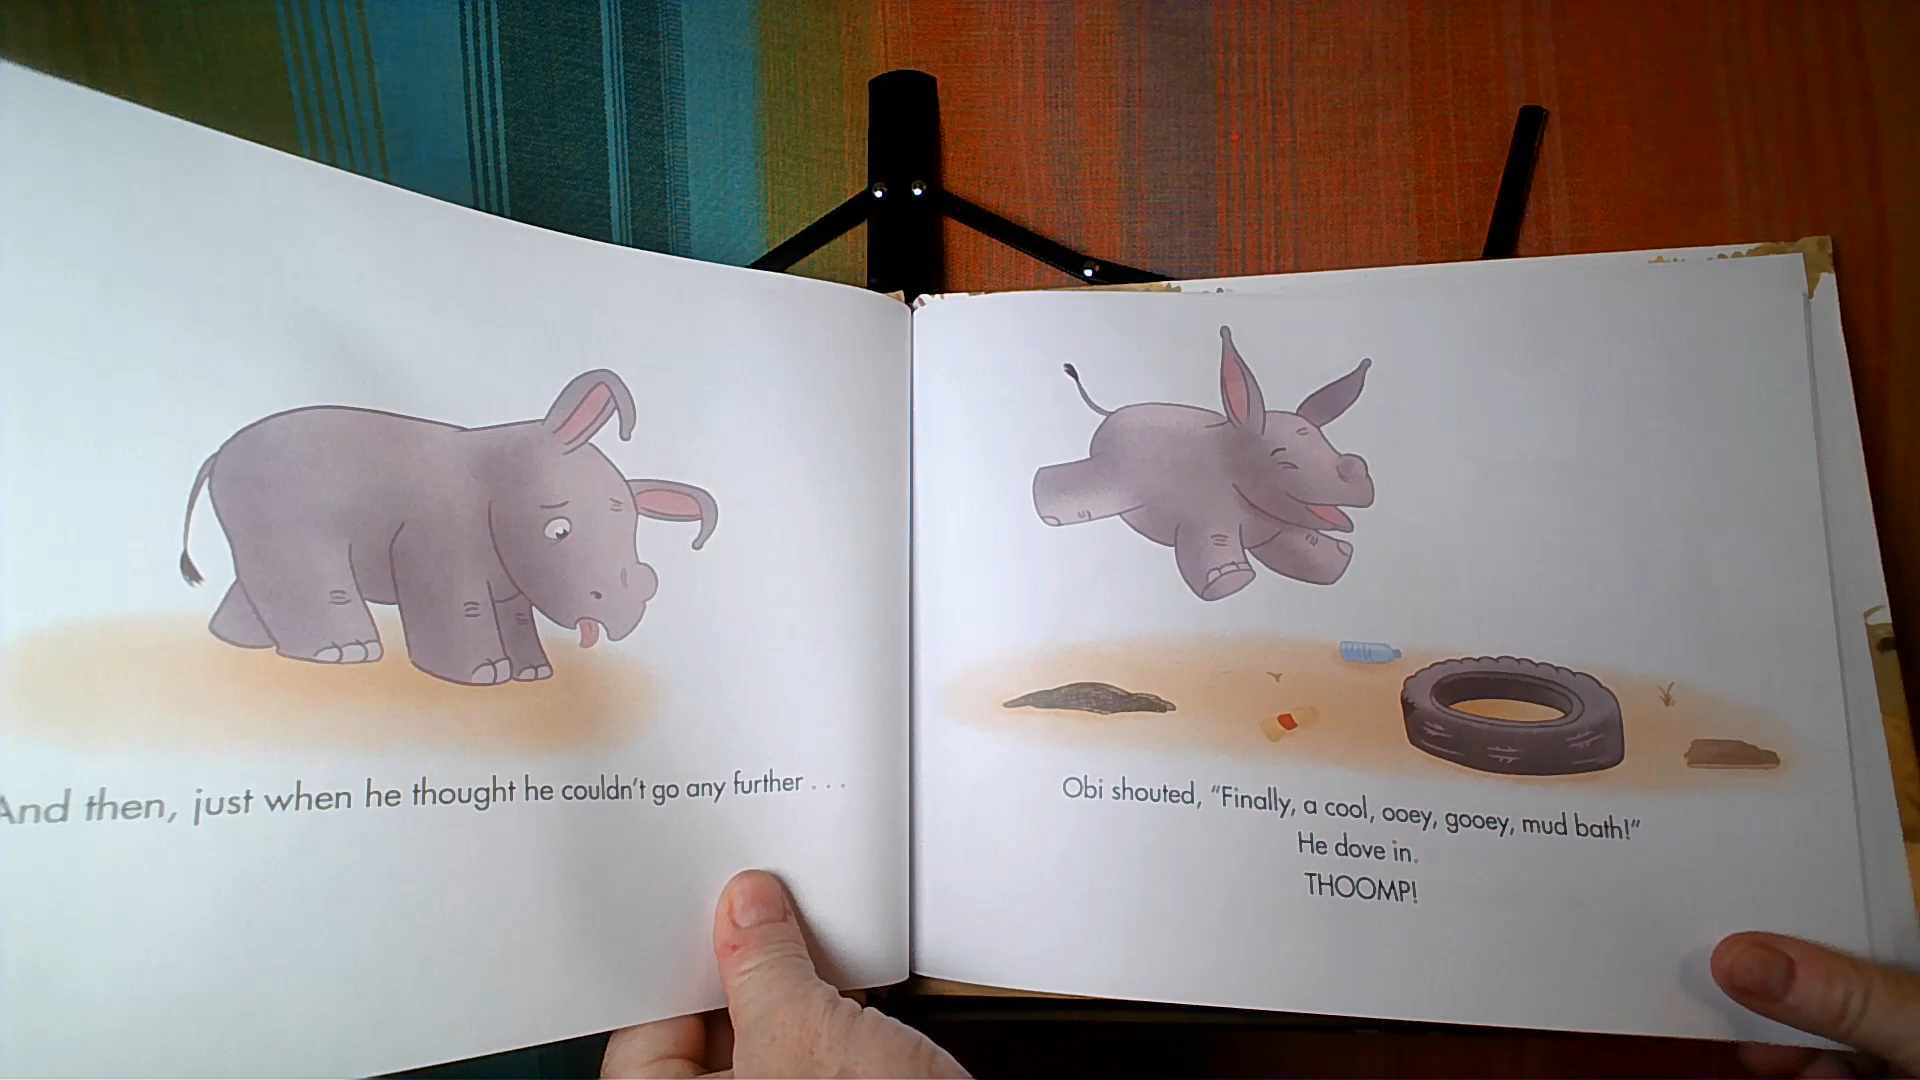 And then, just when he thought he couldn't go any further . . .
Obi shouted, "Finally, a cool, ooey, gooey, mud bath!"
He dove in.
THOOMP!